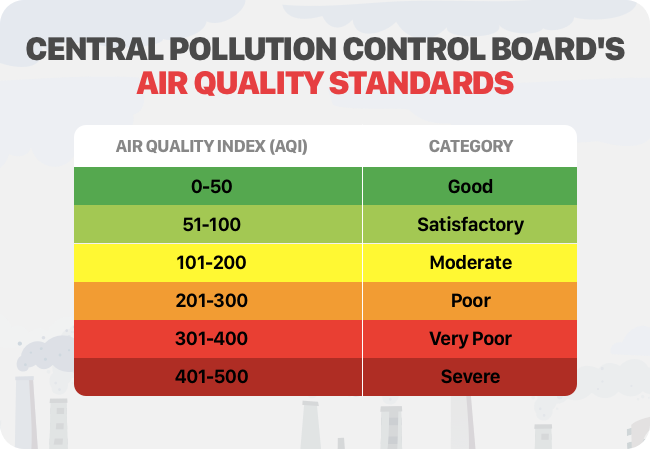 CENTRAL POLLUTION CONTROL BOARD'S
AIR QUALITY STANDARDS
AIR QUALITY INDEX (AQI) CATEGORY
0-50 Good
51-100 Satisfactory
101-200 Moderate
201-300 Poor
301-400 Very Poor
401-500 Severe